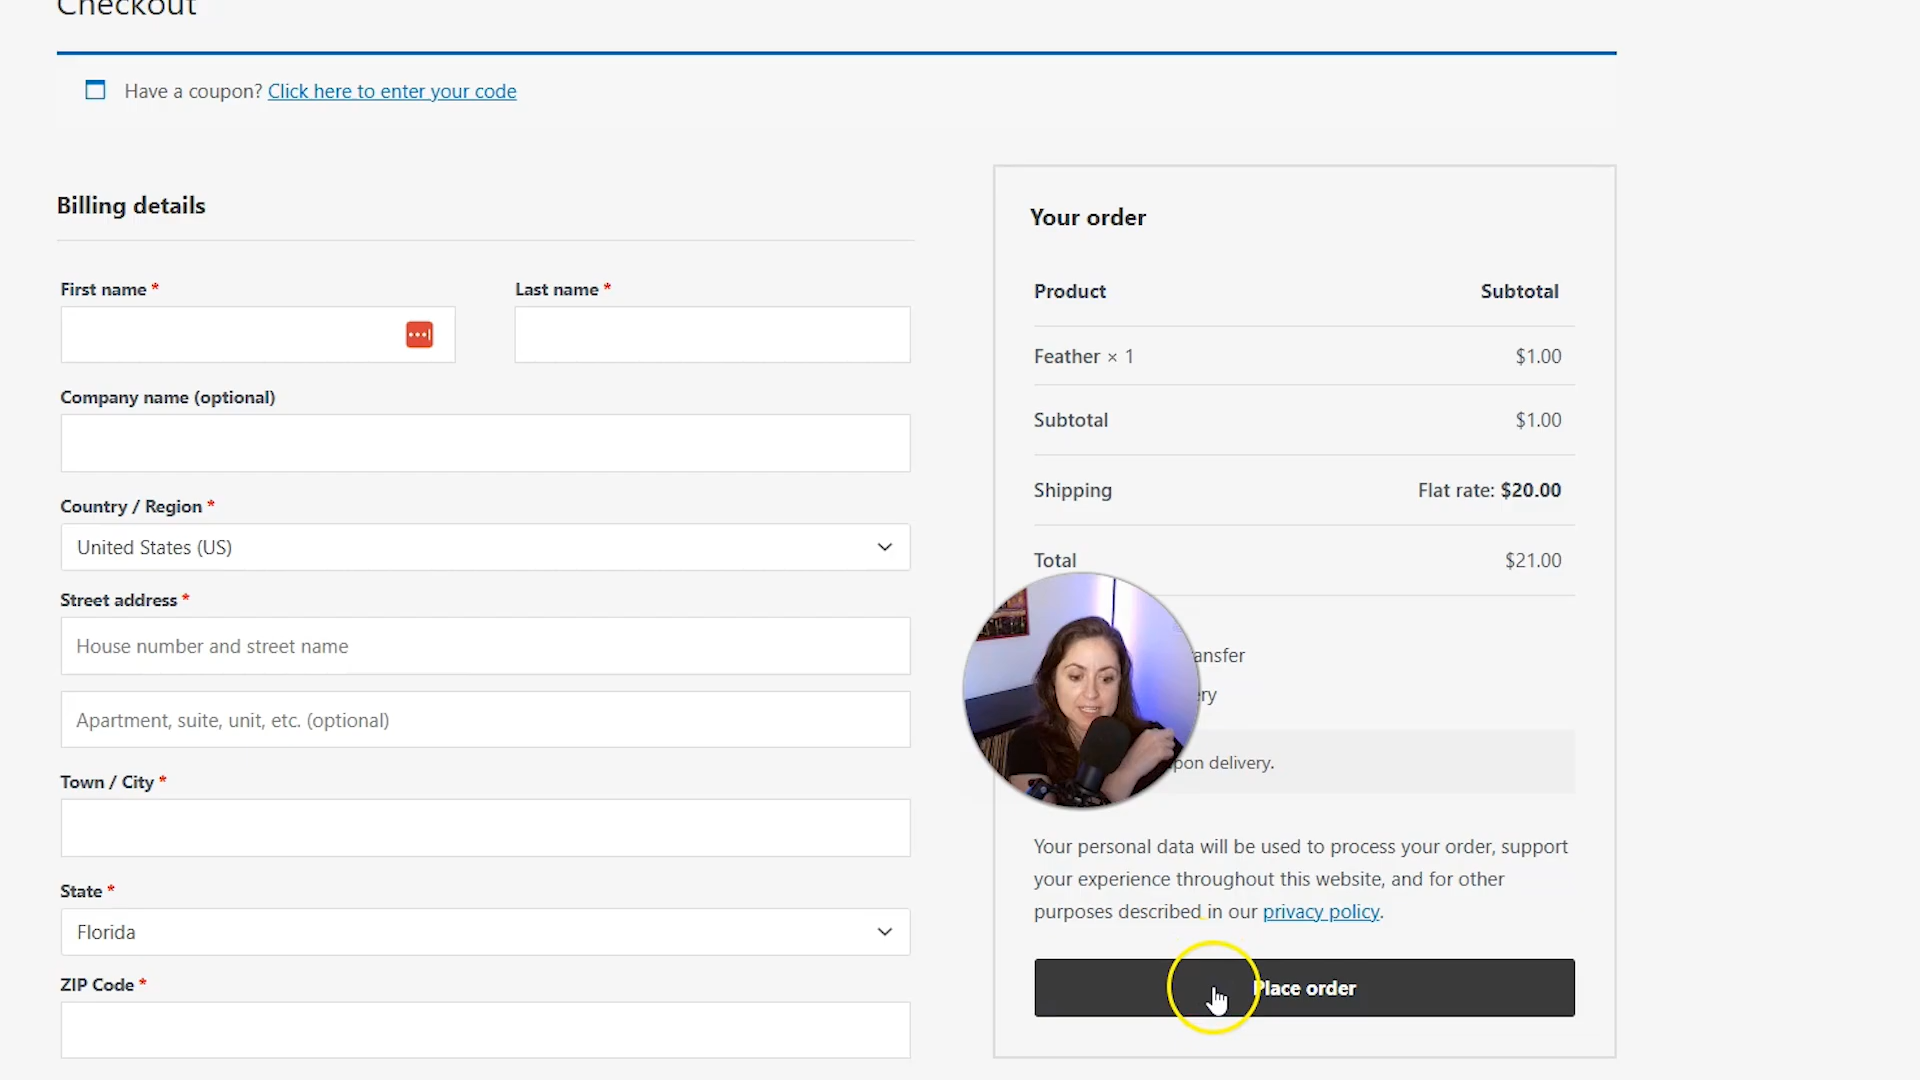 Checkout
Have a coupon? Click here to enter your code
Billing details
First name *
Last name *
Company name (optional)
Country / Region *
United States (US)
Street address *
House number and street name
Apartment, suite, unit, etc. (optional)
Town / City *
State *
Florida
ZIP Code *
Your order
Product Subtotal
Feather × 1 $1.00
Subtotal $1.00
Shipping Flat rate: $20.00
Total $21.00
delivery.
Your personal data will be used to process your order, support
your experience throughout this website, and for other
purposes described in our privacy policy.
Place order